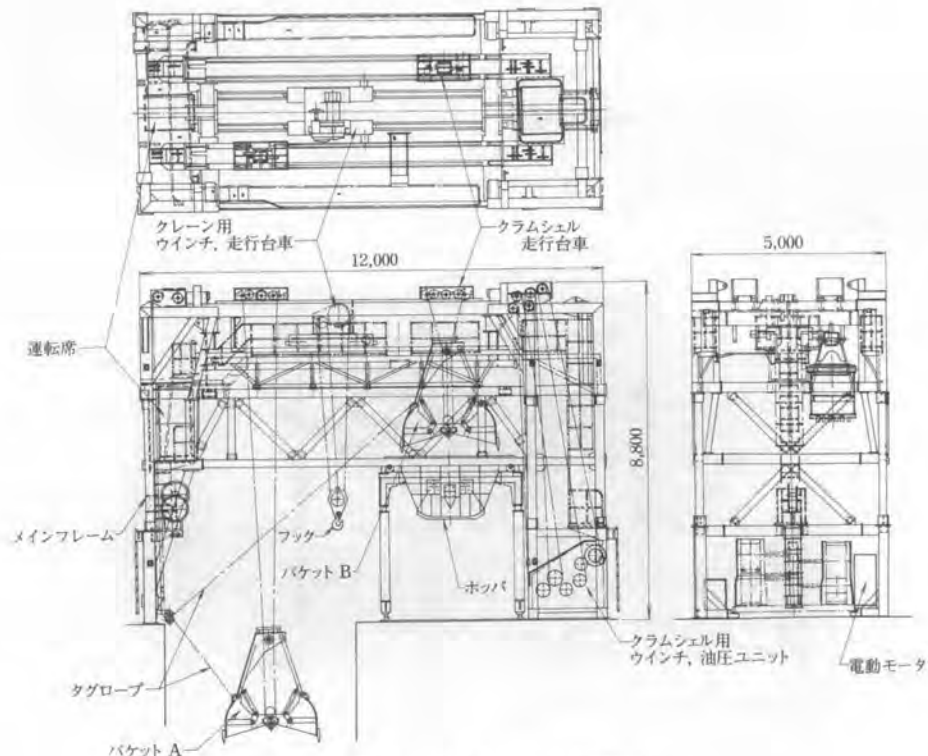 クレーン用
ウインチ, 走行台車
クラムシェル
走行台車
12,000
5,000
運転席
8,800
メインフレーム
フック
バケット B
ホッパ
クラムシェル用
ウインチ, 油圧ユニット
電動モータ
タグロープ
バケット A